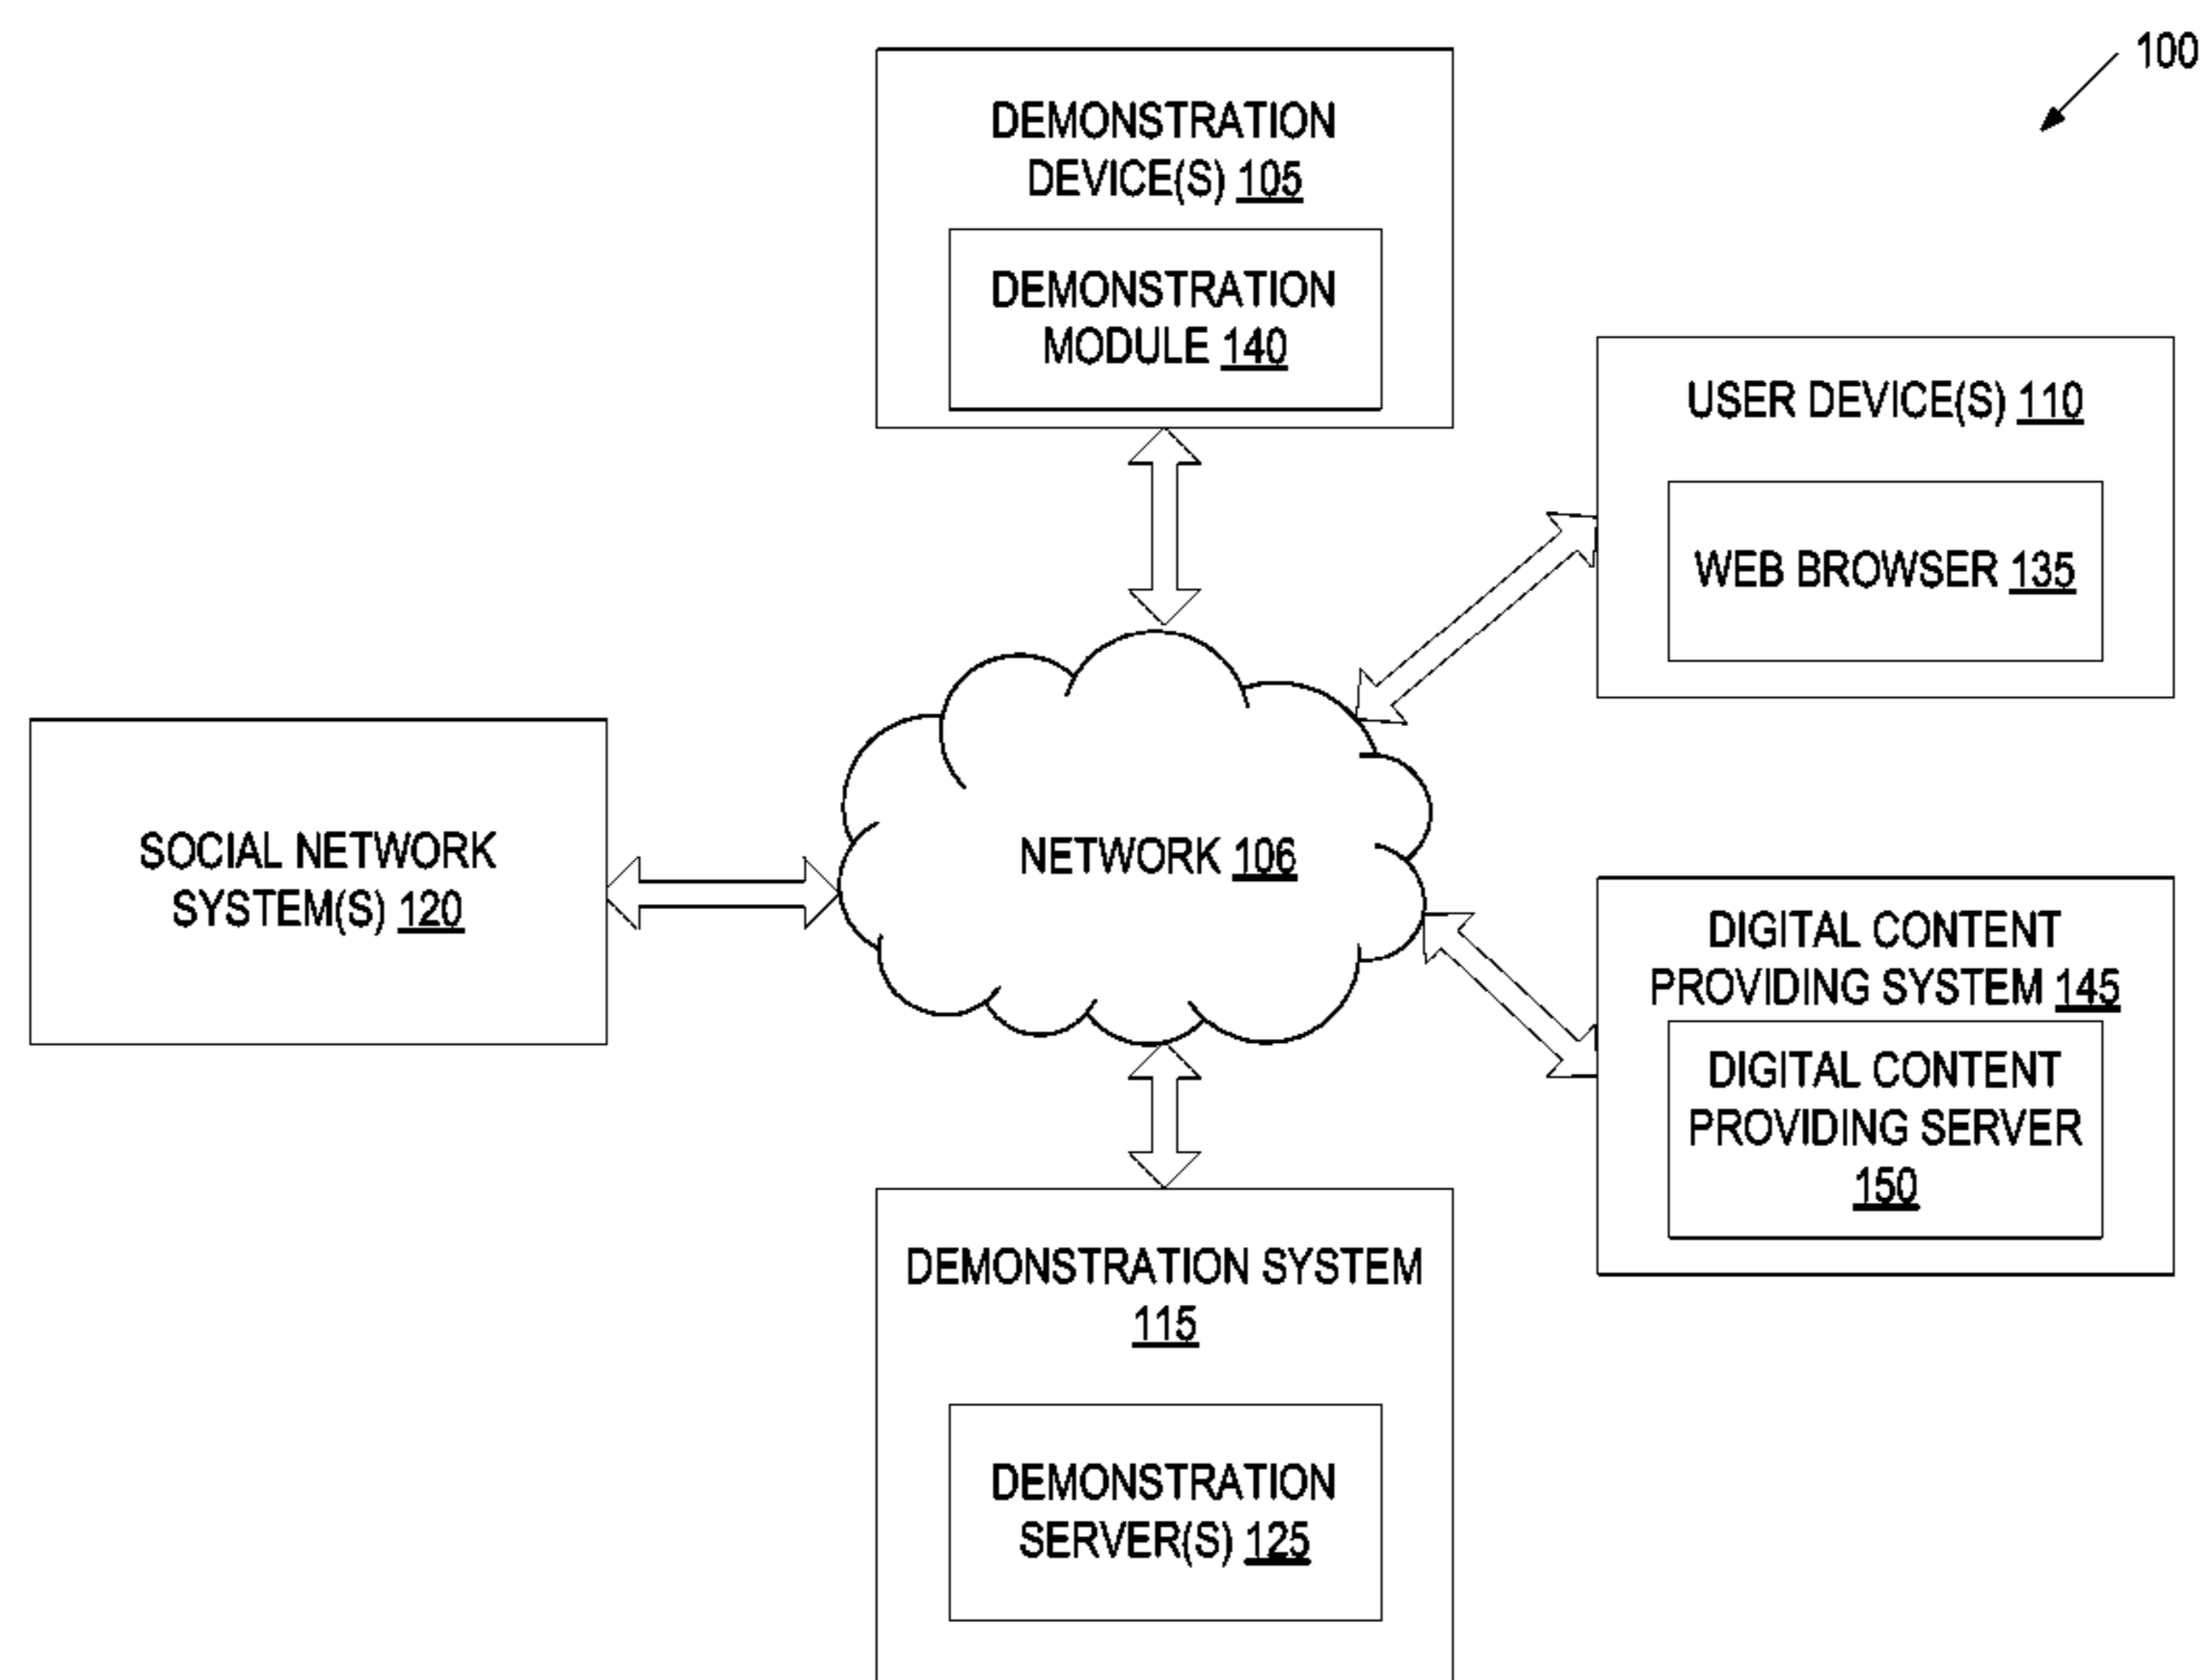 100
DEMONSTRATION
DEVICE(S) 105
DEMONSTRATION
MODULE 140
USER DEVICE(S) 110
WEB BROWSER 135
SOCIAL NETWORK
SYSTEM(S) 120
NETWORK 106
DIGITAL CONTENT
PROVIDING SYSTEM 145
DIGITAL CONTENT
PROVIDING SERVER
150
DEMONSTRATION SYSTEM
115
DEMONSTRATION
SERVER(S) 125